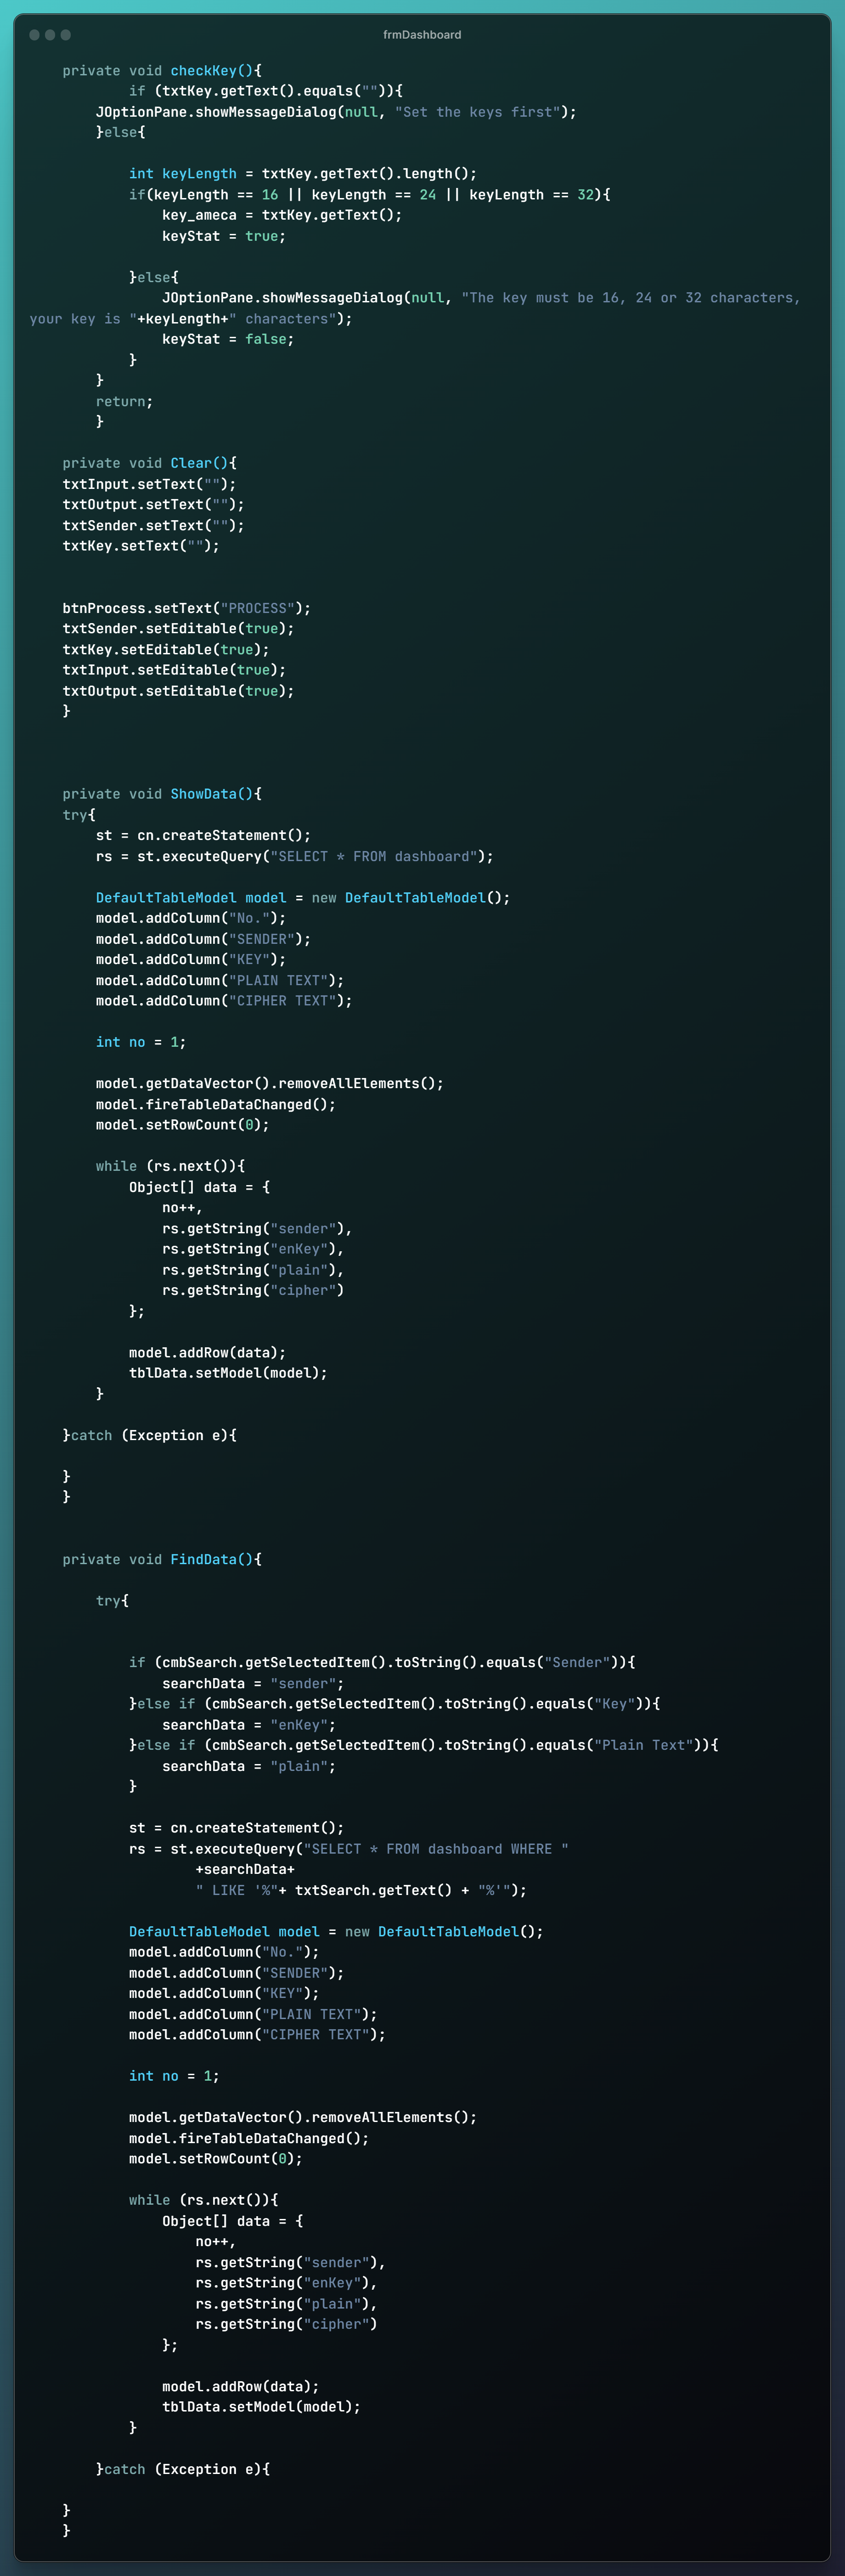 frmDashboard
private void checkKey(){
if (txtKey.getText().equals("")){
JOptionPane.showMessageDialog(null, "Set the keys first");
}else{
int keyLength = txtKey.getText().length();
if(keyLength == 16 || keyLength == 24 || keyLength == 32){
key_ameca = txtKey.getText();
keyStat = true;
}else{
JOptionPane.showMessageDialog(null, "The key must be 16, 24 or 32 characters,
your key is "+keyLength+" characters");
keyStat = false;
}
}
return;
}
private void Clear(){
txtInput.setText("");
txtOutput.setText("");
txtSender.setText("");
txtKey.setText("");
btnProcess.setText("PROCESS");
txtSender.setEditable(true);
txtKey.setEditable(true);
txtInput.setEditable(true);
txtOutput.setEditable(true);
}
private void ShowData(){
try{
st = cn.createStatement();
rs = st.executeQuery("SELECT * FROM dashboard");
DefaultTableModel model = new DefaultTableModel();
model.addColumn("No.");
model.addColumn("SENDER");
model.addColumn("KEY");
model.addColumn("PLAIN TEXT");
model.addColumn("CIPHER TEXT");
int no = 1;
model.getDataVector().removeAllElements();
model.fireTableDataChanged();
model.setRowCount(0);
while (rs.next()){
Object[] data = {
no++,
rs.getString("sender"),
rs.getString("enKey"),
rs.getString("plain"),
rs.getString("cipher")
};
model.addRow(data);
tblData.setModel(model);
}
}catch (Exception e){
}
}
private void FindData(){
try{
if (cmbSearch.getSelectedItem().toString().equals("Sender")){
searchData = "sender";
}else if (cmbSearch.getSelectedItem().toString().equals("Key")){
searchData = "enKey";
}else if (cmbSearch.getSelectedItem().toString().equals("Plain Text")){
searchData = "plain";
}
st = cn.createStatement();
rs = st.executeQuery("SELECT * FROM dashboard WHERE "
+searchData+
" LIKE '%"+ txtSearch.getText() + "%'");
DefaultTableModel model = new DefaultTableModel();
model.addColumn("No.");
model.addColumn("SENDER");
model.addColumn("KEY");
model.addColumn("PLAIN TEXT");
model.addColumn("CIPHER TEXT");
int no = 1;
model.getDataVector().removeAllElements();
model.fireTableDataChanged();
model.setRowCount(0);
while (rs.next()){
Object[] data = {
no++,
rs.getString("sender"),
rs.getString("enKey"),
rs.getString("plain"),
rs.getString("cipher")
};
model.addRow(data);
tblData.setModel(model);
}
}catch (Exception e){
}
}